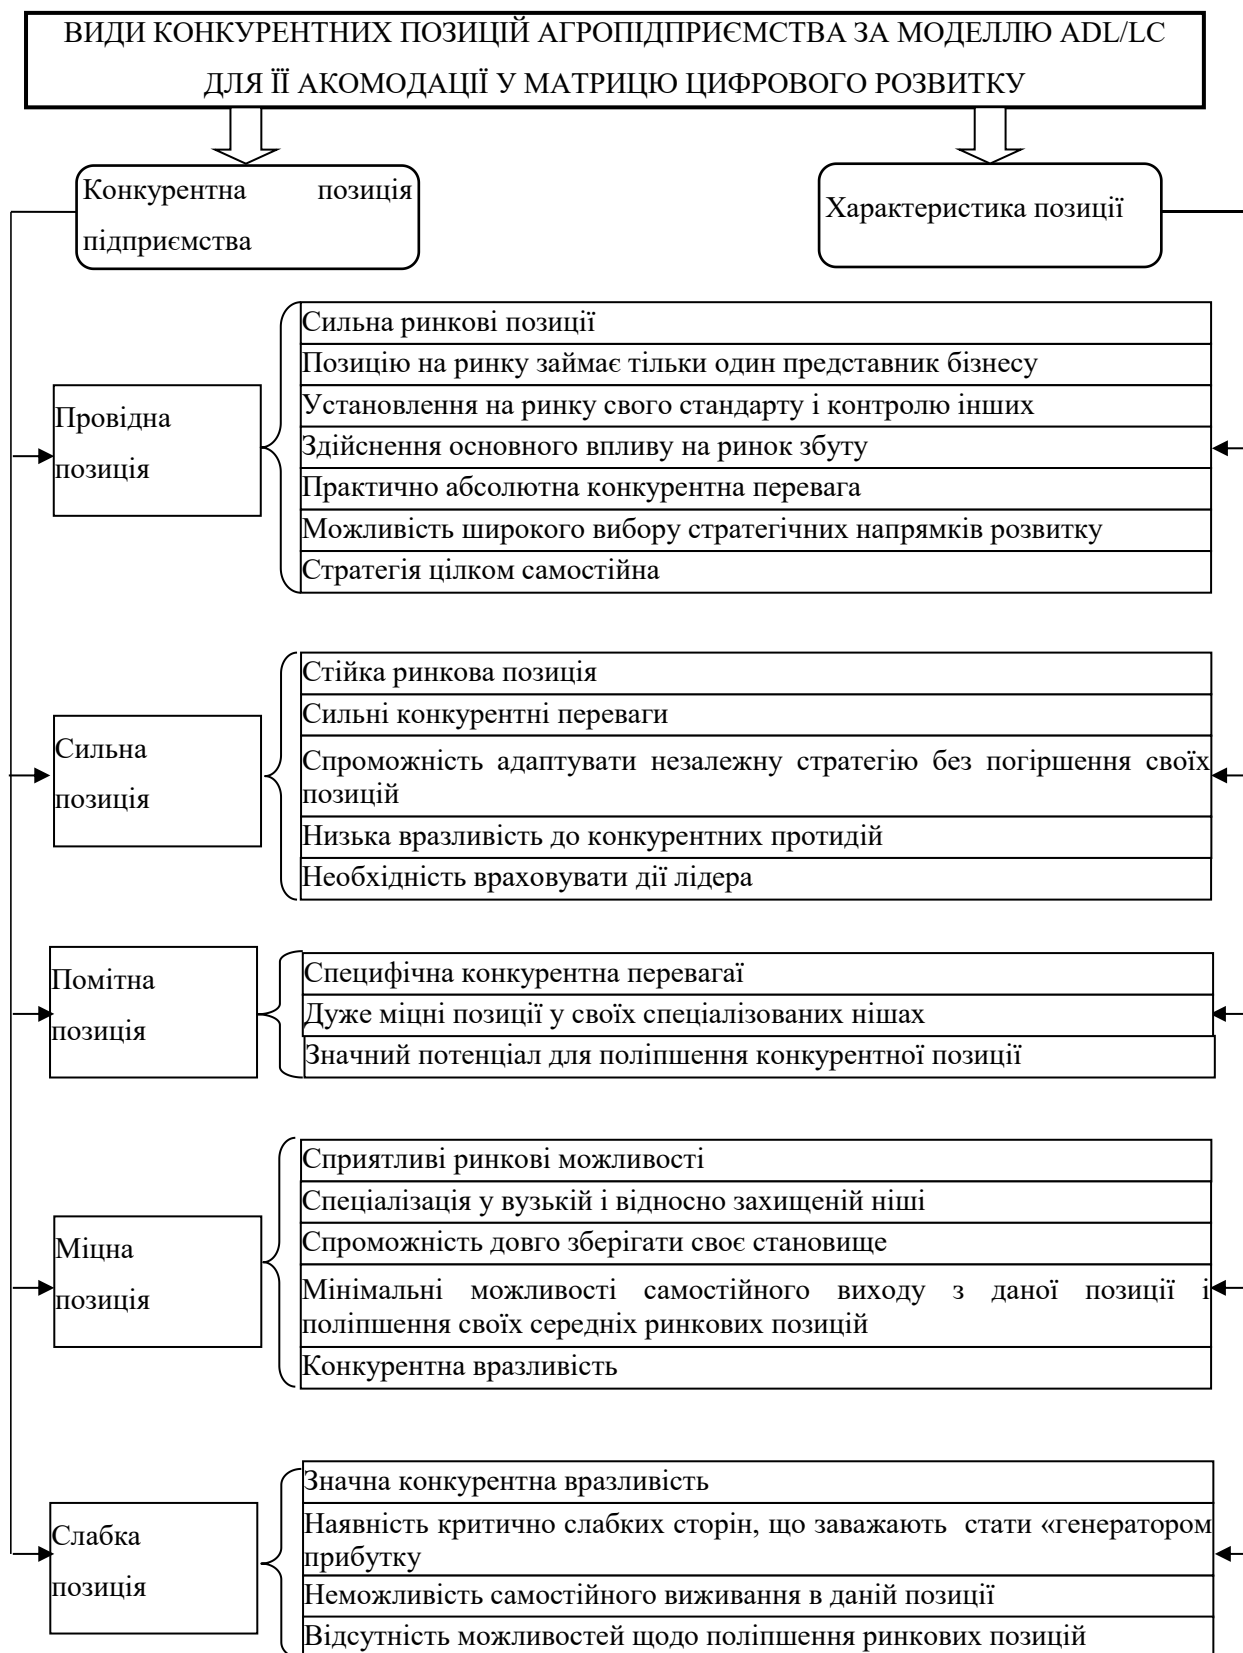 ВИДИ КОНКУРЕНТНИХ ПОЗИЦІЙ АГРОПІДПРИЄМСТВА ЗА МОДЕЛЛЮ ADL/LC
ДЛЯ ЇЇ АКОМОДАЦІЇ У МАТРИЦЮ ЦИФРОВОГО РОЗВИТКУ
Конкурентна позиція
підприємства
Характеристика позиції
Провідна
позиція
Сильна ринкові позиції
Позицію на ринку займає тільки один представник бізнесу
Установлення на ринку свого стандарту і контролю інших
Здійснення основного впливу на ринок збуту
Практично абсолютна конкурентна перевага
Можливість широкого вибору стратегічних напрямків розвитку
Стратегія цілком самостійна
Сильна
позиція
Стійка ринкова позиція
Сильні конкурентні переваги
Спроможність адаптувати незалежну стратегію без погіршення своїх
позицій
Низька вразливість до конкурентних протидій
Необхідність враховувати дії лідера
Помітна
позиція
Специфічна конкурентна перевагаї
Дуже міцні позиції у своїх спеціалізованих нішах
Значний потенціал для поліпшення конкурентної позиції
Міцна
позиція
Сприятливі ринкові можливості
Спеціалізація у вузькій і відносно захищеній ніші
Спроможність довго зберігати своє становище
Мінімальні можливості самостійного виходу з даної позиції і
поліпшення своїх середніх ринкових позицій
Конкурентна вразливість
Слабка
позиція
Значна конкурентна вразливість
Наявність критично слабких сторін, що заважають стати «генератором
прибутку
Неможливість самостійного виживання в даній позиції
Відсутність можливостей щодо поліпшення ринкових позицій